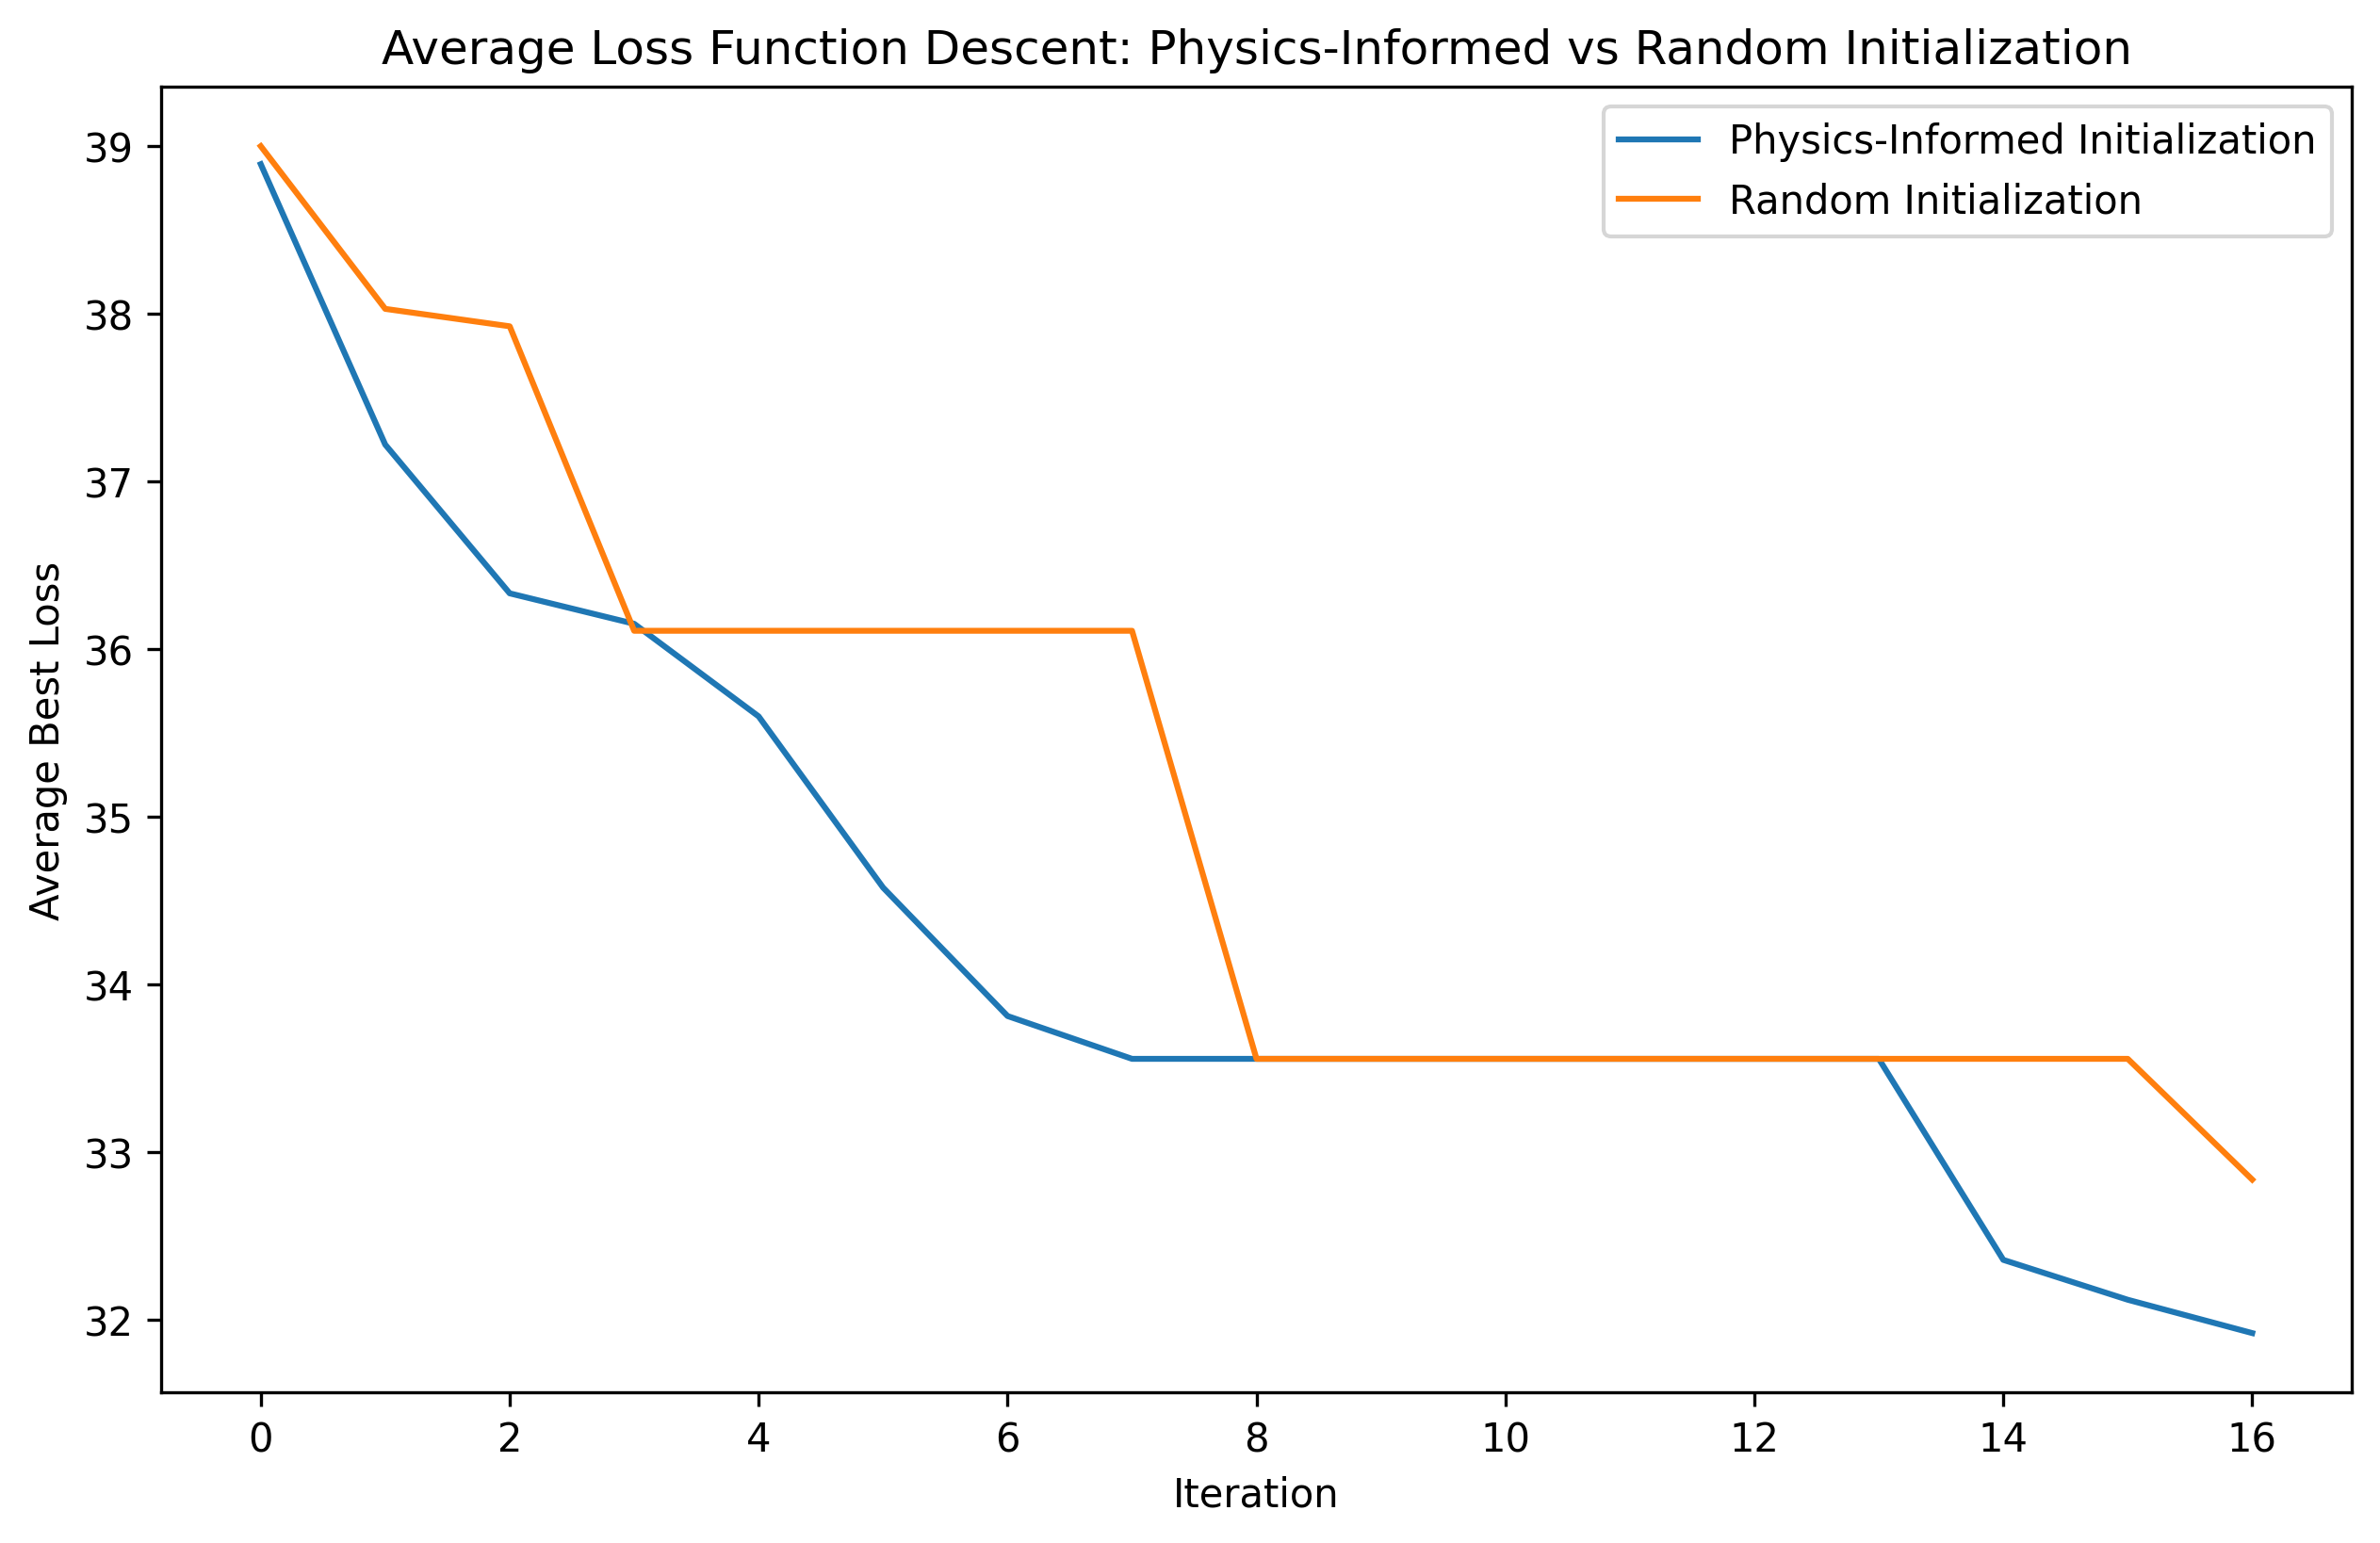 Average Loss Function Descent: Physics-Informed vs Random Initialization
Physics-Informed Initialization
Random Initialization
39
38
37
36
35
34
33
32
Average Best Loss
0 2 4 6 8 10 12 14 16
Iteration